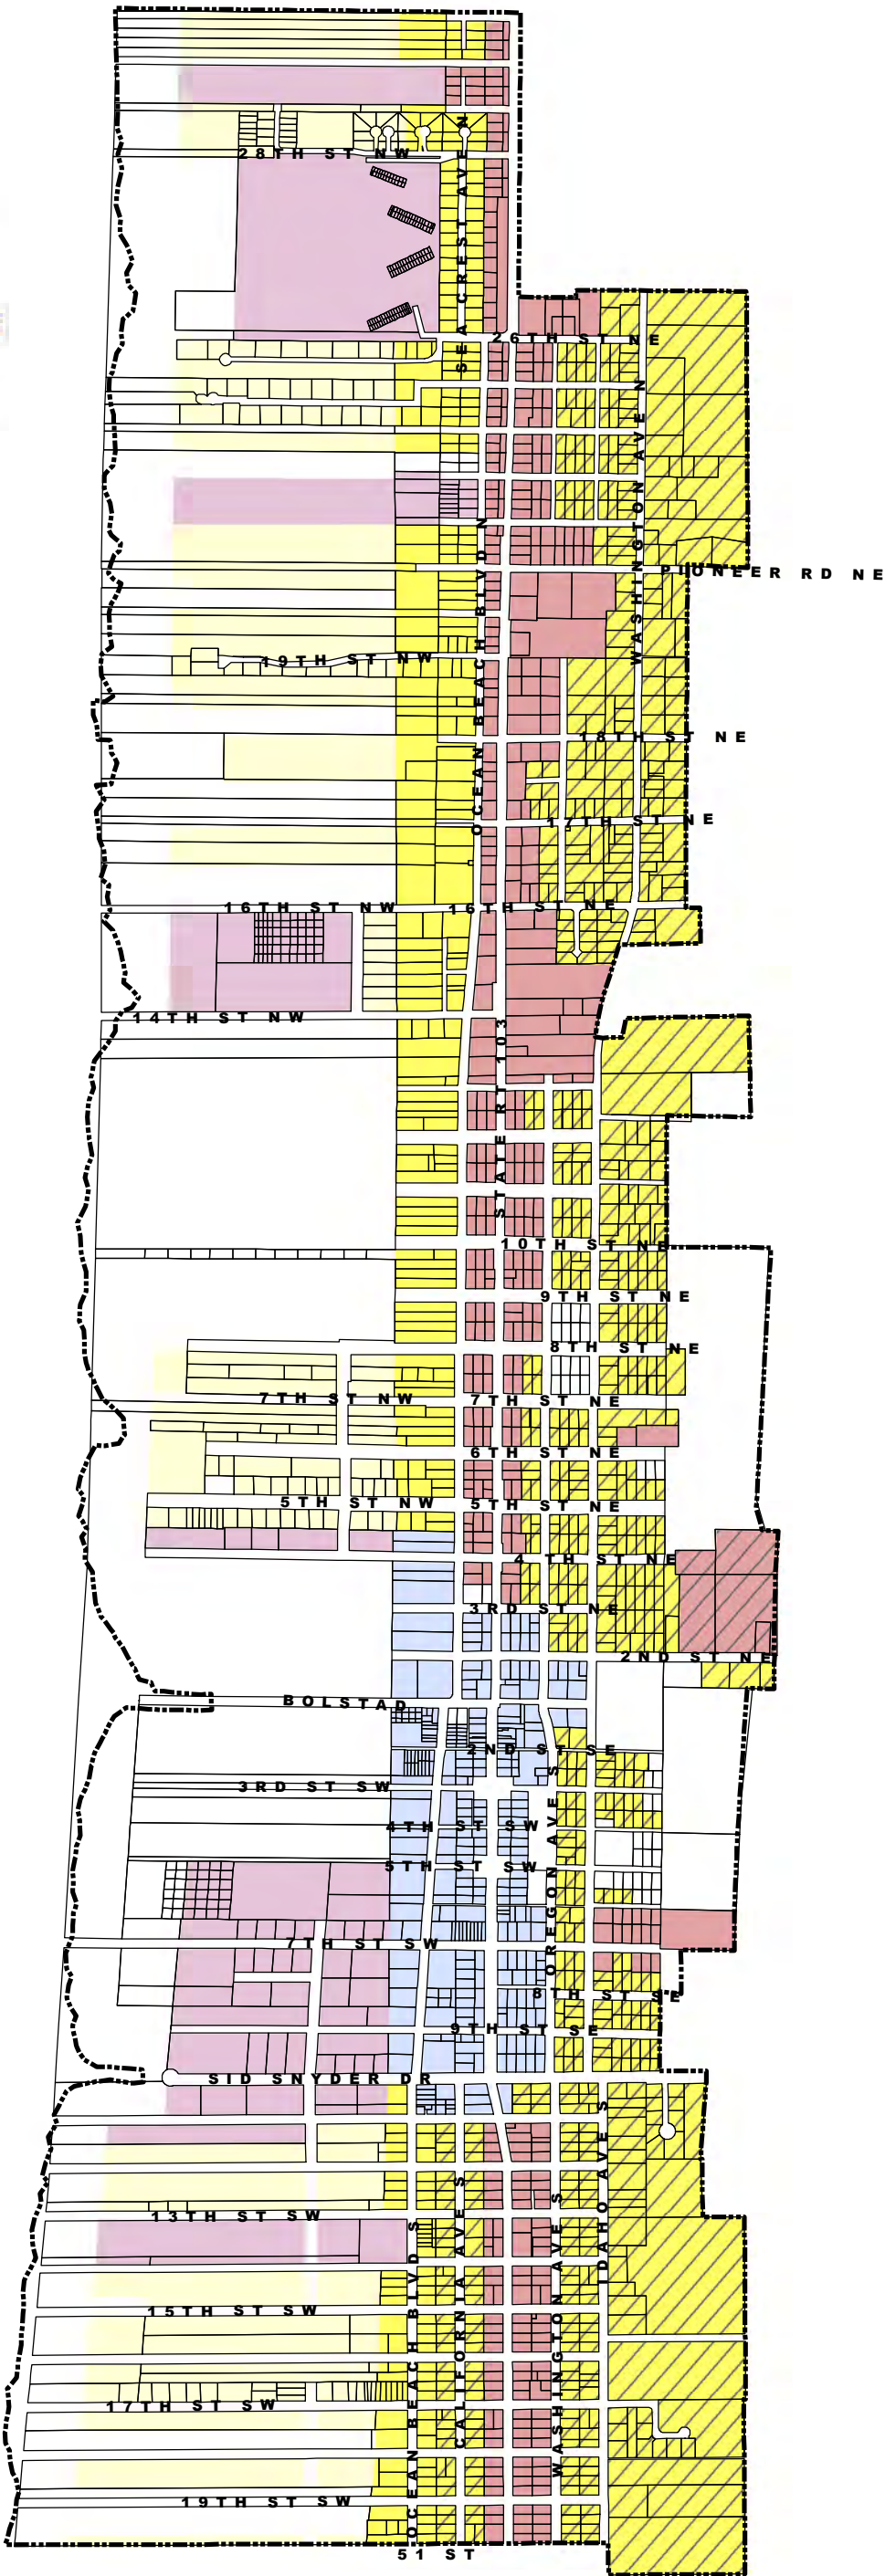 28TH ST NW
SEACREST AVE N
26TH ST NE
WASHINGTON AVE N
OCEAN BEACH BLVD N
PIONEER RD NE
19TH ST NW
18TH ST NE
17TH ST NE
16TH ST NW
16TH ST NE
14TH ST NW
STATE RT 103
10TH ST NE
9TH ST NE
8TH ST NE
7TH ST NW
7TH ST NE
6TH ST NE
5TH ST NW
5TH ST NE
4TH ST NE
3RD ST NE
2ND ST NE
BOLSTAD
2ND ST SE
3RD ST SW
4TH ST SW
5TH ST SW
OREGON AVE S
7TH ST SW
8TH ST SE
9TH ST SE
SID SNYDER DR
IDAHO AVE S
13TH ST SW
OCEAN BEACH BLVD S
CALIFORNIA AVE S
WASHINGTON AVE S
15TH ST SW
17TH ST SW
19TH ST SW
51 ST